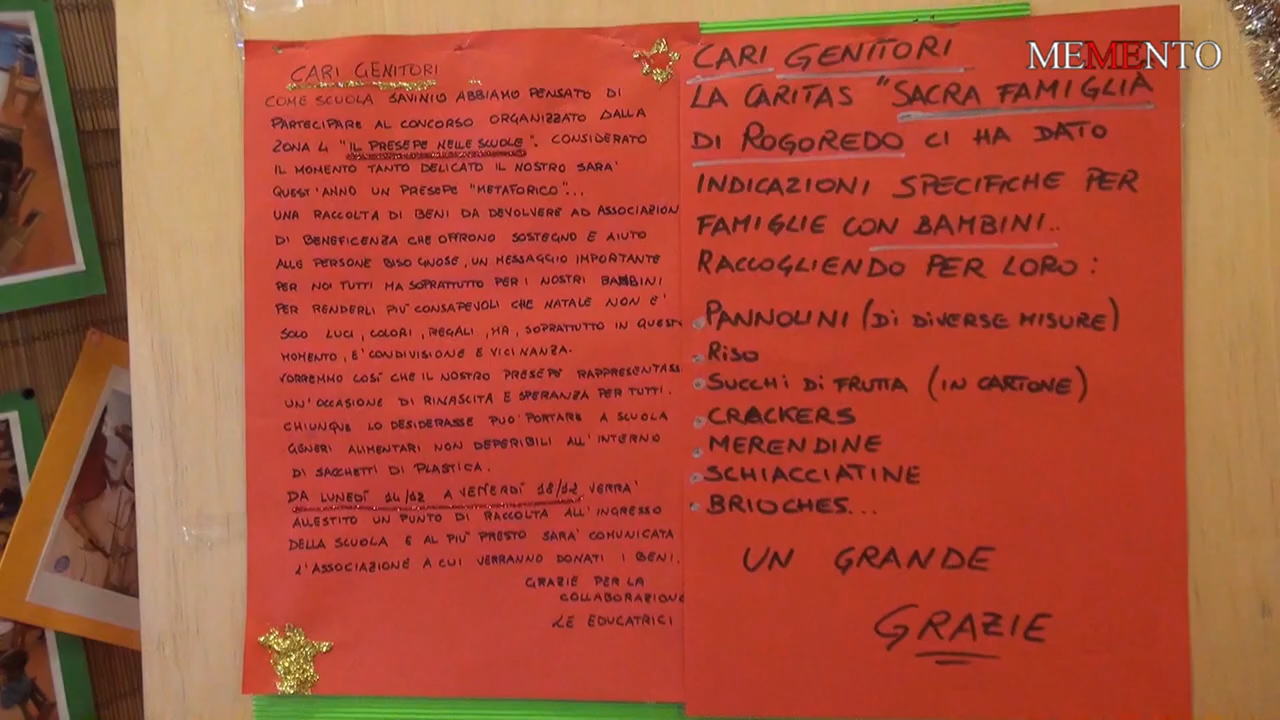 CARI GENITORI
COME SCUOLA SAVINIO ABBIAMO PENSATO DI
PARTECIPARE AL CONCORSO ORGANIZZATO DALLA
ZONA 4 "IL PRESEPE NELLE SCUOLE". CONSIDERATO
IL MOMENTO TANTO DELICATO IL NOSTRO SARA'
QUEST'ANNO UN PRESEPE "METAFORICO"...
UNA RACCOLTA DI BENI DA DEVOLVERE AD ASSOCIAZION
DI BENEFICENZA CHE OFFRONO SOSTEGNO E AIUTO
ALLE PERSONE BISOGNOSE, UN MESSAGGIO IMPORTANTE
PER NOI TUTTI MA SOPRATTUTTO PER I NOSTRI BAMBINI
PER RENDERLI PIU' CONSAPEVOLI CHE NATALE NON E'
SOLO LUCI, COLORI, REGALI, MA, SOPRATTUTTO IN QUEST
MOMENTO, E' CONDIVISIONE E VICINANZA.
VORREMMO COSÌ CHE IL NOSTRO PRESEPE RAPPRESENTASS
UN'OCCASIONE DI RINASCITA E SPERANZA PER TUTTI.
CHIUNQUE LO DESIDERASSE PUO' PORTARE A SCUOLA
GENERI ALIMENTARI NON DEPERIBILI ALL'INTERNO
DI SACCHETTI DI PLASTICA.
DA LUNEDÌ 14/12 A VENERDÌ 18/12 VERRA'
ALLESTITO UN PUNTO DI RACCOLTA ALL'INGRESSO
DELLA SCUOLA E AL PIU' PRESTO SARA' COMUNICATA
L'ASSOCIAZIONE A CUI VERRANNO DONATI I BENI.
GRAZIE PER LA
COLLABORAZIONE
LE EDUCATRICI
CARI GENITORI
LA CARITAS "SACRA FAMIGLIÀ
DI ROGOREDO CI HA DATO
INDICAZIONI SPECIFICHE PER
FAMIGLIE CON BAMBINI..
RACCOGLIENDO PER LORO:
• PANNOLINI (DI DIVERSE MISURE)
• RISO
• SUCCHI DI FRUTTA (IN CARTONE)
• CRACKERS
• MERENDINE
• SCHIACCIATINE
• BRIOCHES...
UN GRANDE
GRAZIE
MEMENTO